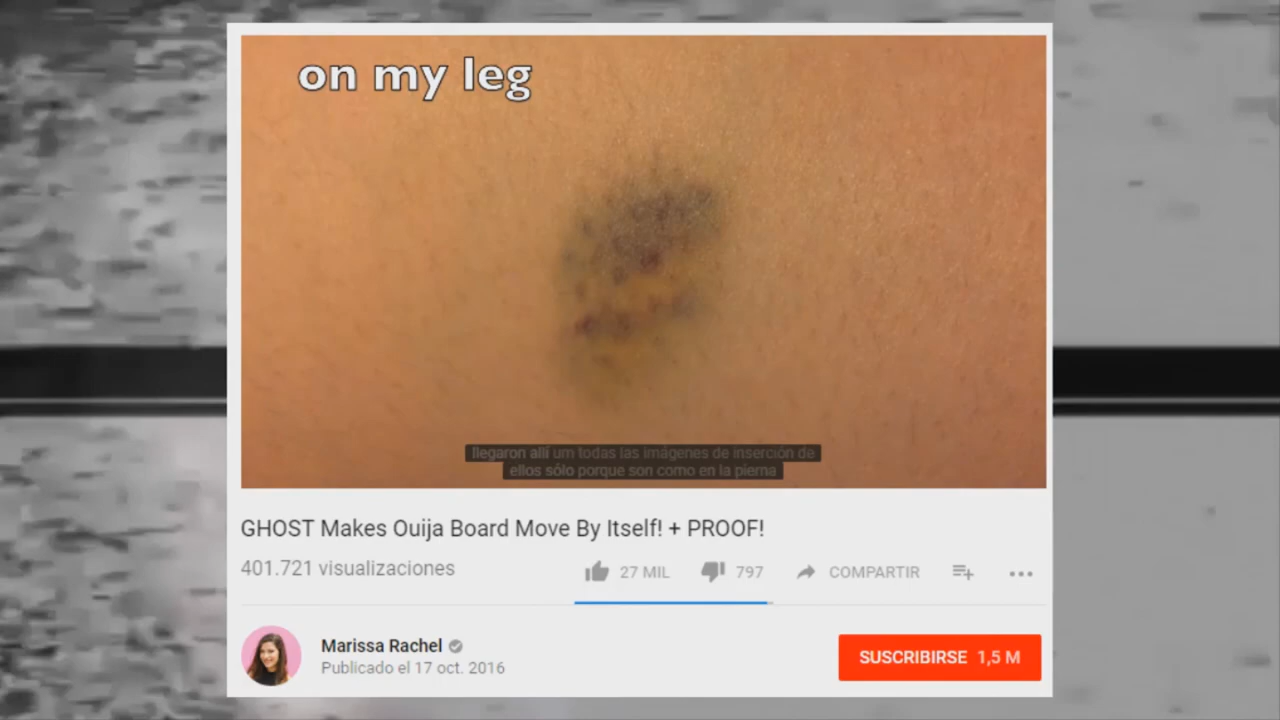 on my leg
llegaron allí um todas las imágenes de inserción de
ellos sólo porque son como en la pierna
GHOST Makes Ouija Board Move By Itself! + PROOF!
401.721 visualizaciones
27 MIL
797
COMPARTIR
Marissa Rachel
Publicado el 17 oct. 2016
SUSCRIBIRSE 1,5 M